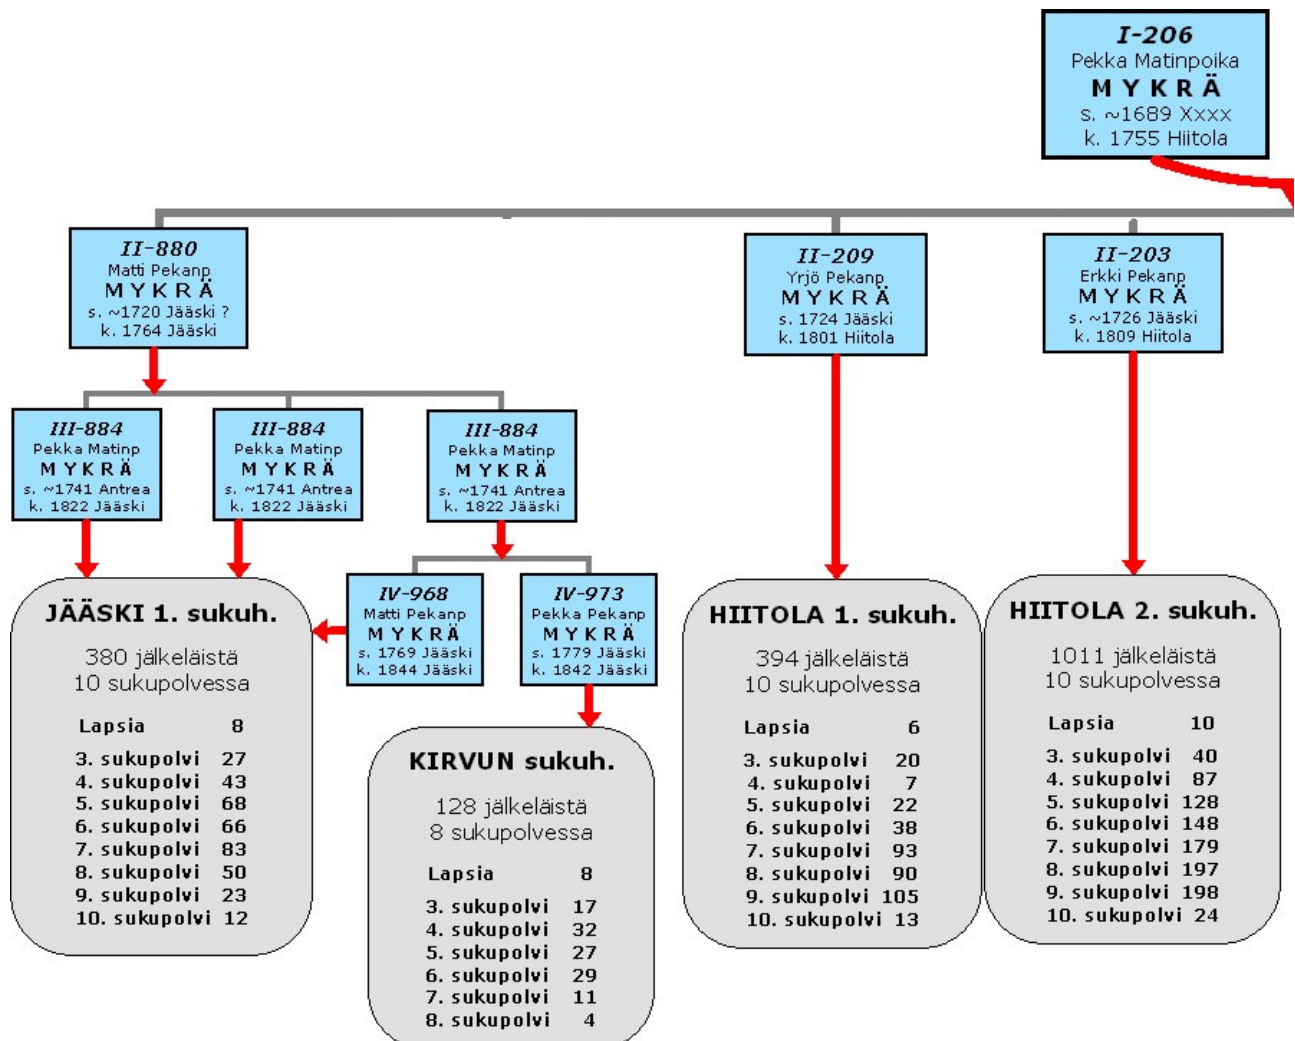 I-206
Pekka Matinpoika
MYKRÄ
s. ~1689 Xxxx
k. 1755 Hiitola
II-880
Matti Pekanp
MYKRÄ
s. ~1720 Jääski ?
k. 1764 Jääski
II-209
Yrjö Pekanp
MYKRÄ
s. 1724 Jääski
k. 1801 Hiitola
II-203
Erkki Pekanp
MYKRÄ
s. ~1726 Jääski
k. 1809 Hiitola
III-884
Pekka Matinp
MYKRÄ
s. ~1741 Antrea
k. 1822 Jääski
III-884
Pekka Matinp
MYKRÄ
s. ~1741 Antrea
k. 1822 Jääski
III-884
Pekka Matinp
MYKRÄ
s. ~1741 Antrea
k. 1822 Jääski
IV-968
Matti Pekanp
MYKRÄ
s. 1769 Jääski
k. 1844 Jääski
IV-973
Pekka Pekanp
MYKRÄ
s. 1779 Jääski
k. 1842 Jääski
JÄÄSKI 1. sukuh.
380 jälkeläistä
10 sukupolvessa
Lapsia 8
3. sukupolvi 27
4. sukupolvi 43
5. sukupolvi 68
6. sukupolvi 66
7. sukupolvi 83
8. sukupolvi 50
9. sukupolvi 23
10. sukupolvi 12
KIRVUN sukuh.
128 jälkeläistä
8 sukupolvessa
Lapsia 8
3. sukupolvi 17
4. sukupolvi 32
5. sukupolvi 27
6. sukupolvi 29
7. sukupolvi 11
8. sukupolvi 4
HIITOLA 1. sukuh.
394 jälkeläistä
10 sukupolvessa
Lapsia 6
3. sukupolvi 20
4. sukupolvi 7
5. sukupolvi 22
6. sukupolvi 38
7. sukupolvi 93
8. sukupolvi 90
9. sukupolvi 105
10. sukupolvi 13
HIITOLA 2. sukuh.
1011 jälkeläistä
10 sukupolvessa
Lapsia 10
3. sukupolvi 40
4. sukupolvi 87
5. sukupolvi 128
6. sukupolvi 148
7. sukupolvi 179
8. sukupolvi 197
9. sukupolvi 198
10. sukupolvi 24